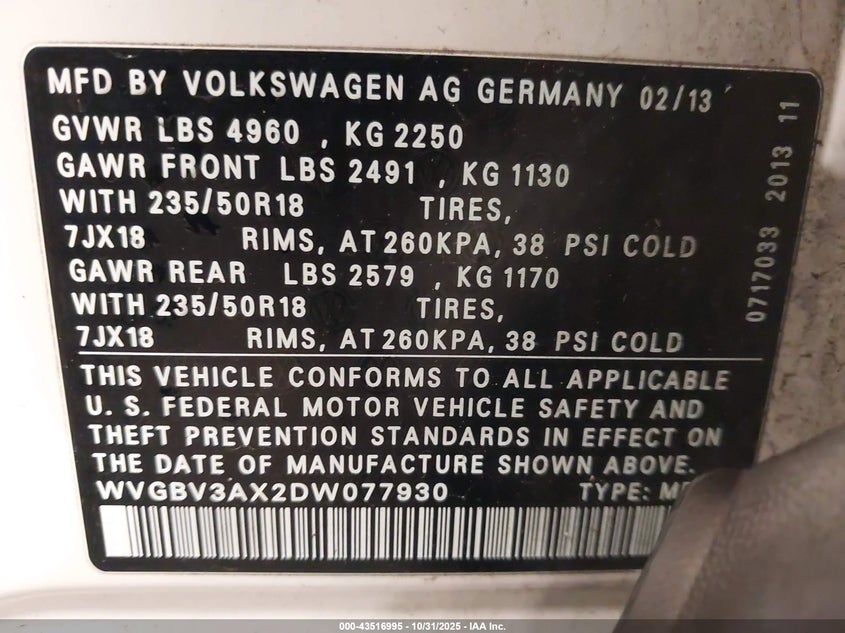 MFD BY VOLKSWAGEN AG GERMANY 02/13
GVWR LBS 4960 , KG 2250
GAWR FRONT LBS 2491 , KG 1130
WITH 235/50R18 TIRES,
7JX18 RIMS, AT 260KPA, 38 PSI COLD
GAWR REAR LBS 2579 , KG 1170
WITH 235/50R18 TIRES,
7JX18 RIMS, AT 260KPA, 38 PSI COLD
THIS VEHICLE CONFORMS TO ALL APPLICABLE
U. S. FEDERAL MOTOR VEHICLE SAFETY AND
THEFT PREVENTION STANDARDS IN EFFECT ON
THE DATE OF MANUFACTURE SHOWN ABOVE.
WVGBV3AX2DW077930 TYPE:
0717033 2013 11
000-43516995 - 10/31/2025 - IAA Inc.